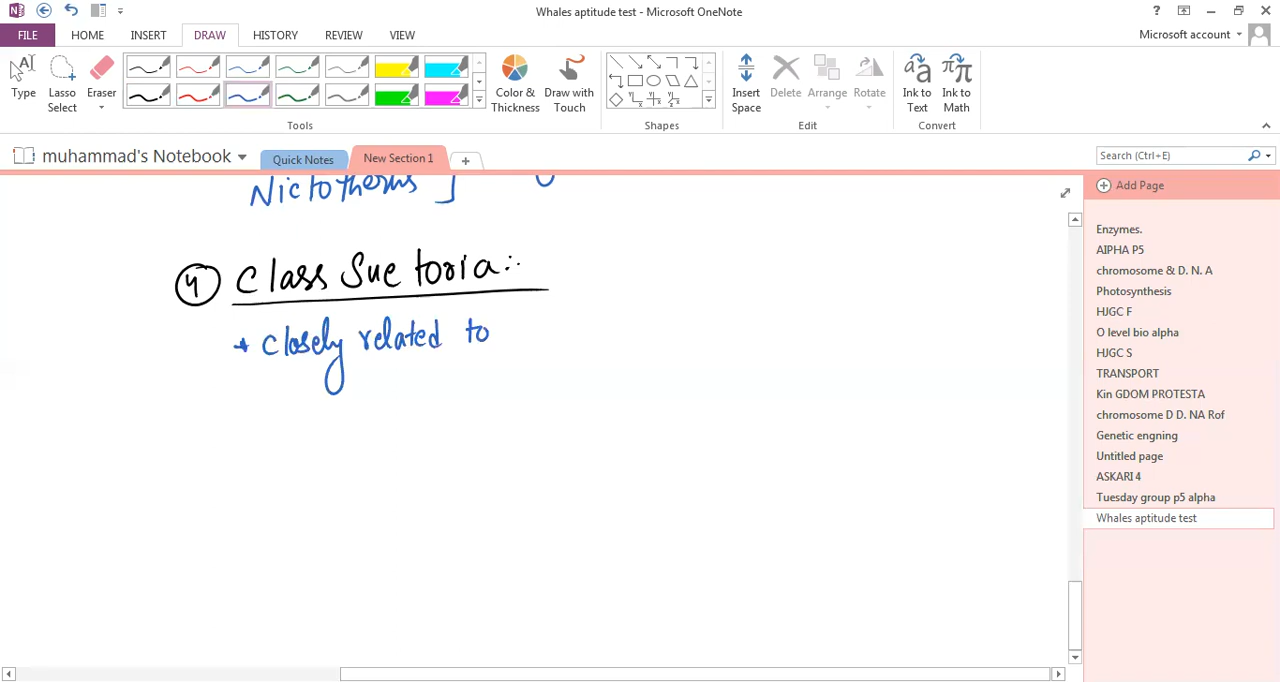 Whales aptitude test - Microsoft OneNote
FILE HOME INSERT DRAW HISTORY REVIEW VIEW
Microsoft account
Type
Lasso Select
Eraser
Color & Thickness
Draw with Touch
Insert Space
Delete
Arrange
Rotate
Ink to Text
Ink to Math
Tools
Shapes
Edit
Convert
muhammad's Notebook
Quick Notes
New Section 1
Search (Ctrl+E)
Add Page
Nictotherus ]
4 Class Suctoria:
* closely related to
Enzymes.
AIPHA P5
chromosome & D. N. A
Photosynthesis
HJGC F
O level bio alpha
HJGC S
TRANSPORT
Kin GDOM PROTESTA
chromosome D D. NA Rof
Genetic engning
Untitled page
ASKARI 4
Tuesday group p5 alpha
Whales aptitude test